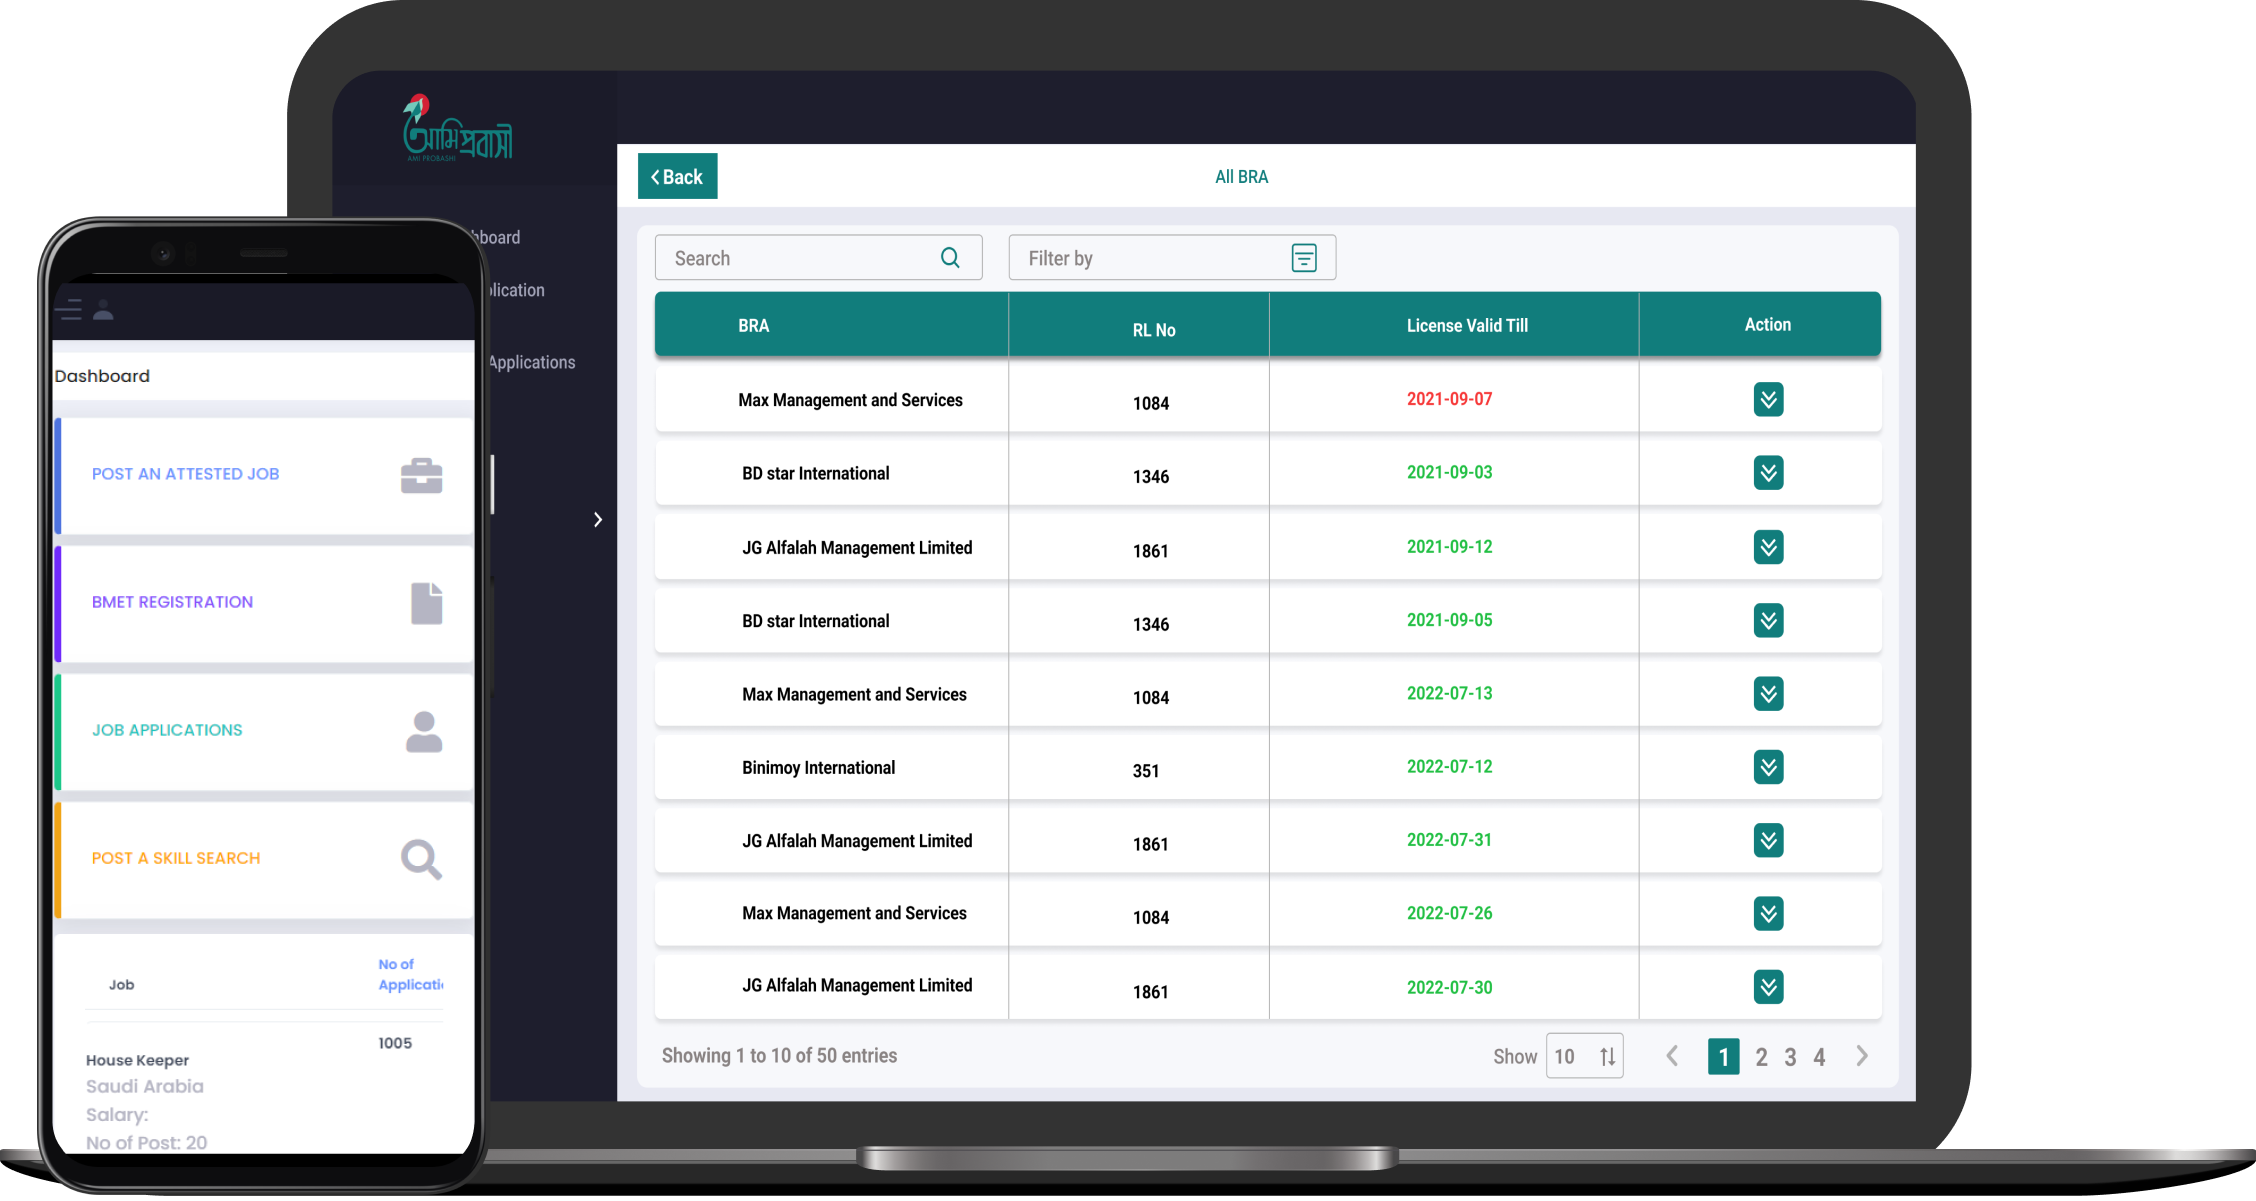 আমি প্রবাসী
AMI PROBASHI
Back
All BRA
Search
Filter by
BRA RL No License Valid Till Action
Max Management and Services 1084 2021-09-07
BD star International 1346 2021-09-03
JG Alfalah Management Limited 1861 2021-09-12
BD star International 1346 2021-09-05
Max Management and Services 1084 2022-07-13
Binimoy International 351 2022-07-12
JG Alfalah Management Limited 1861 2022-07-31
Max Management and Services 1084 2022-07-26
JG Alfalah Management Limited 1861 2022-07-30
Showing 1 to 10 of 50 entries
Show 10 1 2 3 4
hboard
plication
Applications
Dashboard
POST AN ATTESTED JOB
BMET REGISTRATION
JOB APPLICATIONS
POST A SKILL SEARCH
Job
No of
Applicati
1005
House Keeper
Saudi Arabia
Salary:
No of Post: 20